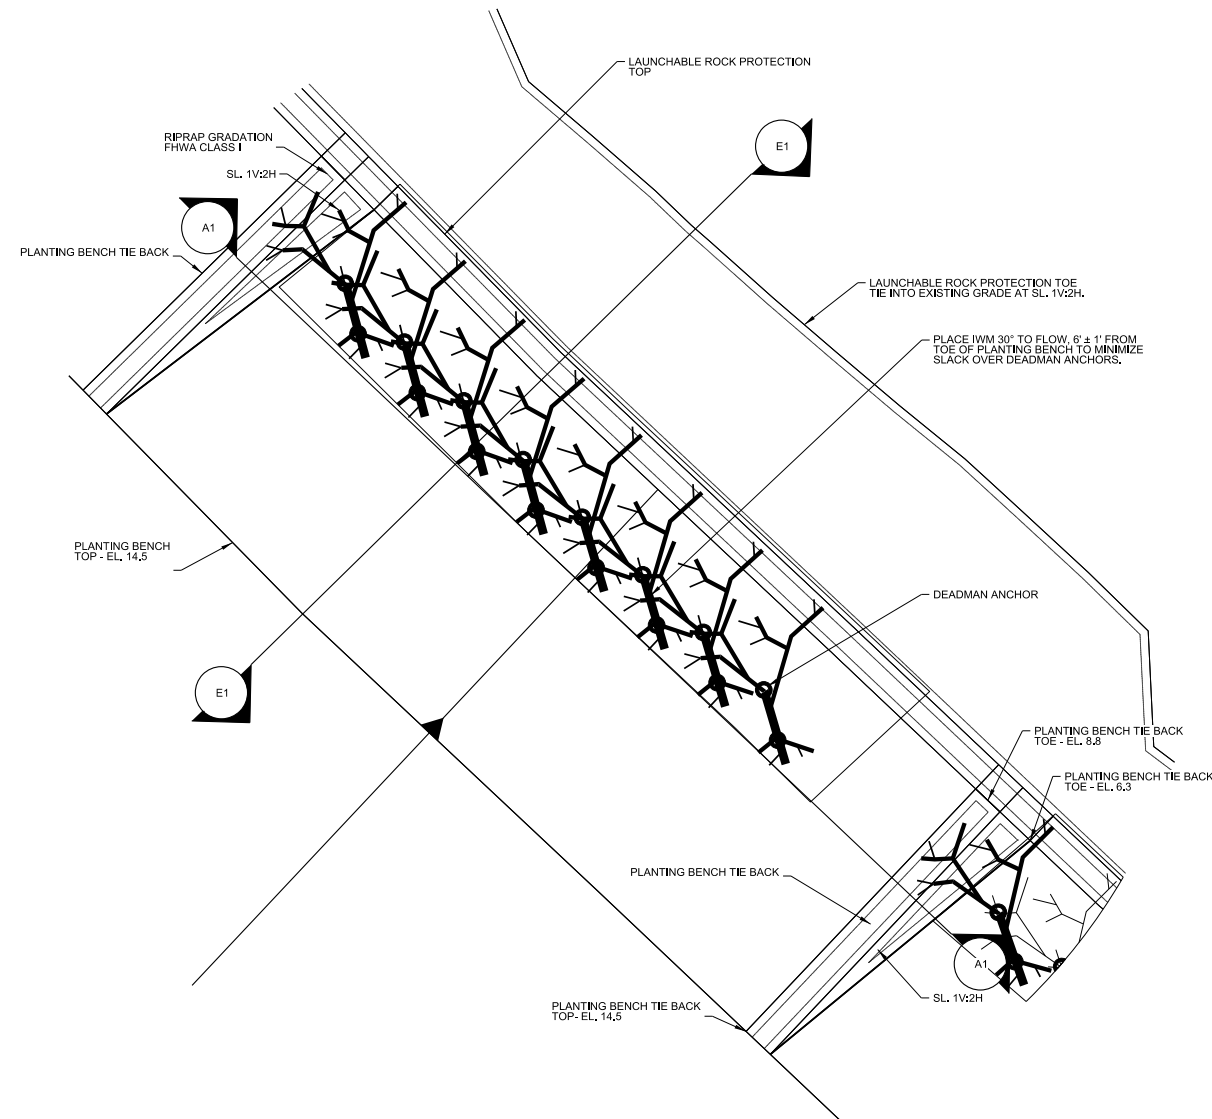 LAUNCHABLE ROCK PROTECTION
TOP
RIPRAP GRADATION
FHWA CLASS I
E1
SL. 1V:2H
A1
PLANTING BENCH TIE BACK
LAUNCHABLE ROCK PROTECTION TOE
TIE INTO EXISTING GRADE AT SL. 1V:2H.
PLACE IWM 30° TO FLOW, 6' ± 1' FROM
TOE OF PLANTING BENCH TO MINIMIZE
SLACK OVER DEADMAN ANCHORS.
PLANTING BENCH
TOP - EL. 14.5
DEADMAN ANCHOR
E1
PLANTING BENCH TIE BACK
TOE - EL. 8.8
PLANTING BENCH TIE BACK
TOE - EL. 6.3
PLANTING BENCH TIE BACK
A1
SL. 1V:2H
PLANTING BENCH TIE BACK
TOP- EL. 14.5